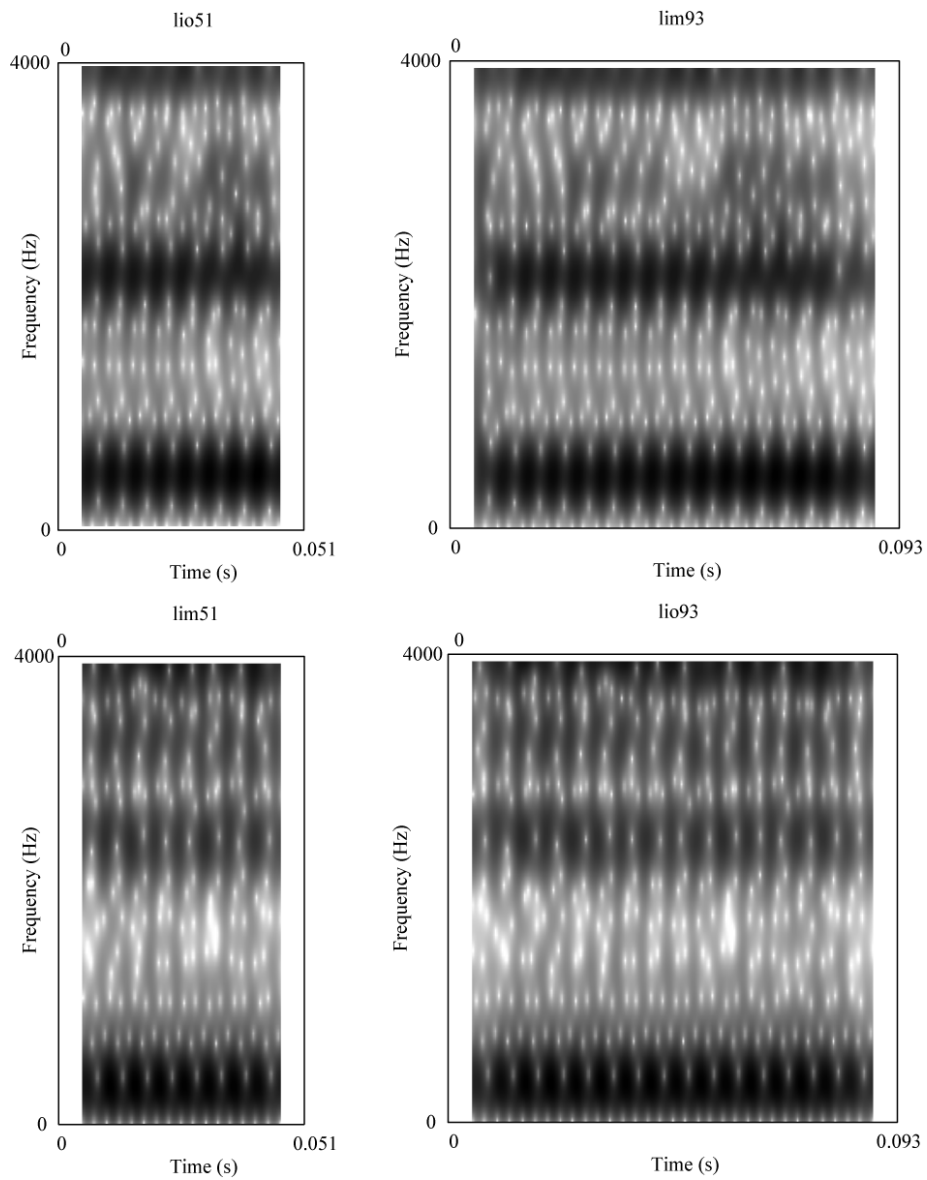 lio51
0
4000
Frequency (Hz)
0
0
0.051
Time (s)
lim93
0
4000
Frequency (Hz)
0
0
0.093
Time (s)
lim51
0
4000
Frequency (Hz)
0
0
0.051
Time (s)
lio93
0
4000
Frequency (Hz)
0
0
0.093
Time (s)